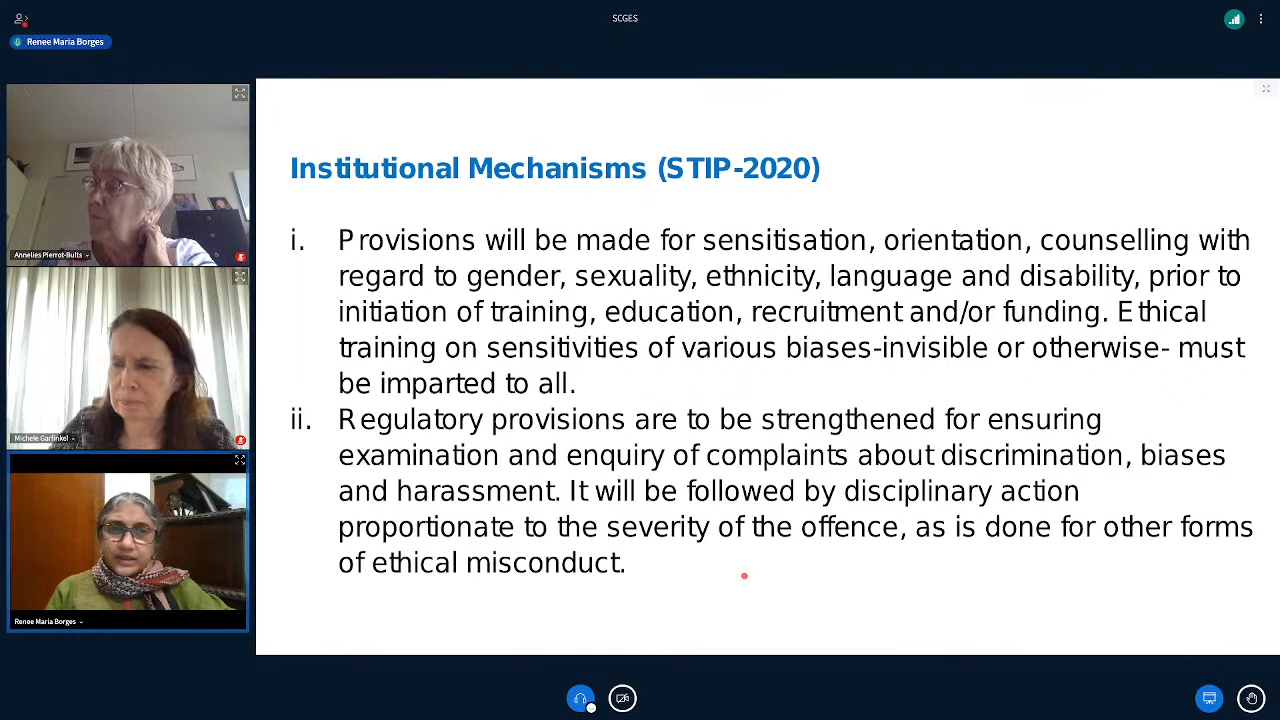 SCGES
Renee Maria Borges
Annelies Pierrot-Bults
Michele Garfinkel
Renee Maria Borges
Institutional Mechanisms (STIP-2020)
i. Provisions will be made for sensitisation, orientation, counselling with
regard to gender, sexuality, ethnicity, language and disability, prior to
initiation of training, education, recruitment and/or funding. Ethical
training on sensitivities of various biases-invisible or otherwise- must
be imparted to all.
ii. Regulatory provisions are to be strengthened for ensuring
examination and enquiry of complaints about discrimination, biases
and harassment. It will be followed by disciplinary action
proportionate to the severity of the offence, as is done for other forms
of ethical misconduct.